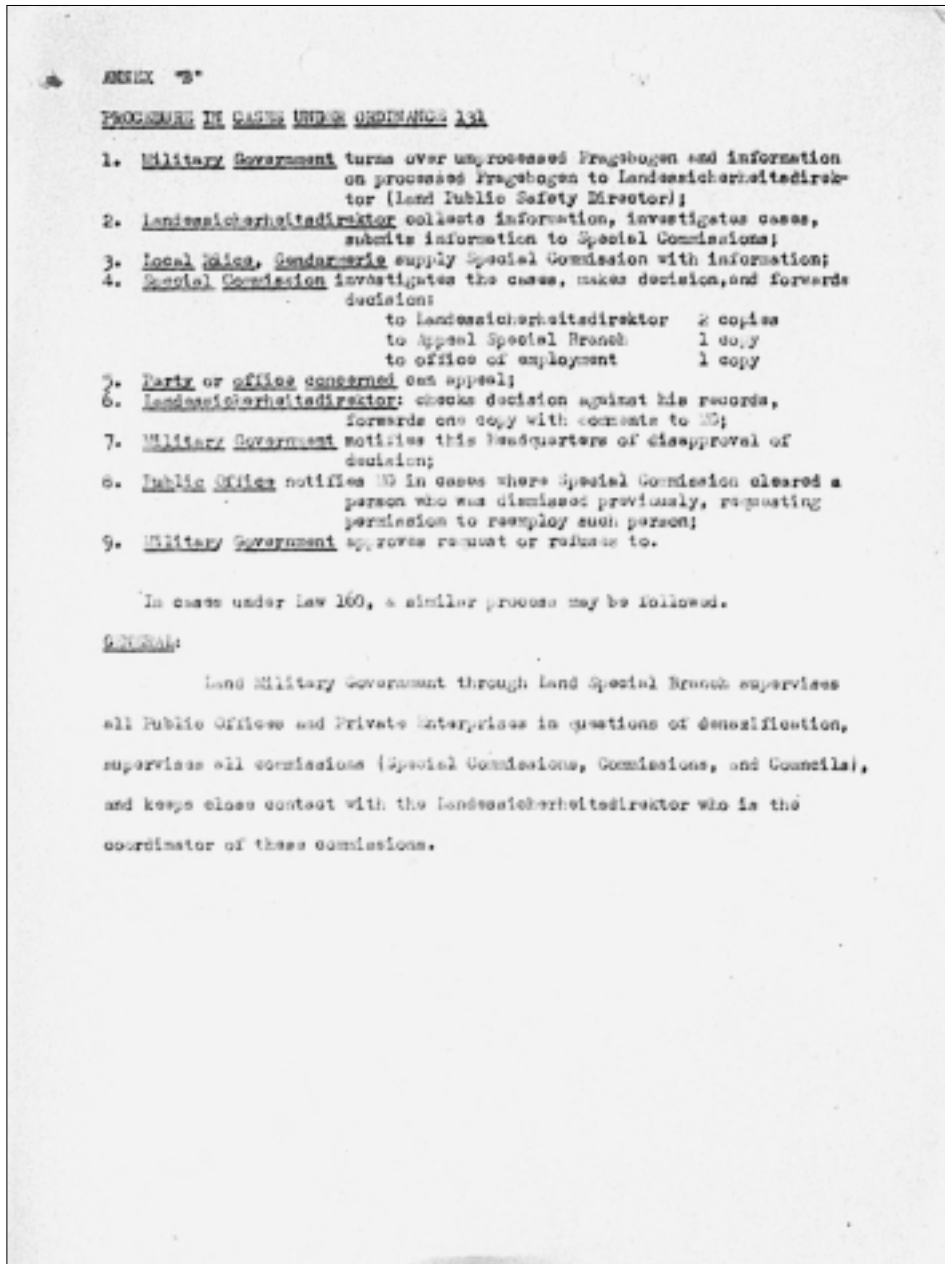 ANNEX "B"
PROCEDURE IN CASES UNDER ORDINANCE 131
1. Military Government turns over unprocessed Fragebogen and information
on processed Fragebogen to Landessicherheitsdirek-
tor (Land Public Safety Director);
2. Landessicherheitsdirektor collects information, investigates cases,
submits information to Special Commissions;
3. Local , Gendarmerie supply Special Commission with information;
4. Special Commission investigates the cases, makes decision,and forwards
decision:
to Landessicherheitsdirektor 2 copies
to Appeal Special Branch 1 copy
to office of employment 1 copy
5. Party or office concerned can appeal;
6. Landessicherheitsdirektor: checks decision against his records,
forwards one copy with comments to MG;
7. Military Government notifies this headquarters of disapproval of
decision;
8. Public Office notifies MG in cases where Special Commission cleared a
person who was dismissed previously, requesting
permission to reemploy such person;
9. Military Government approves request or refuses to.
In cases under Law 160, a similar process may be followed.
GENERAL:
Land Military Government through Land Special Branch supervises
all Public Offices and Private Enterprises in questions of denazification,
supervises all commissions (Special Commissions, Commissions, and Councils),
and keeps close contact with the Landessicherheitsdirektor who is the
coordinator of these commissions.